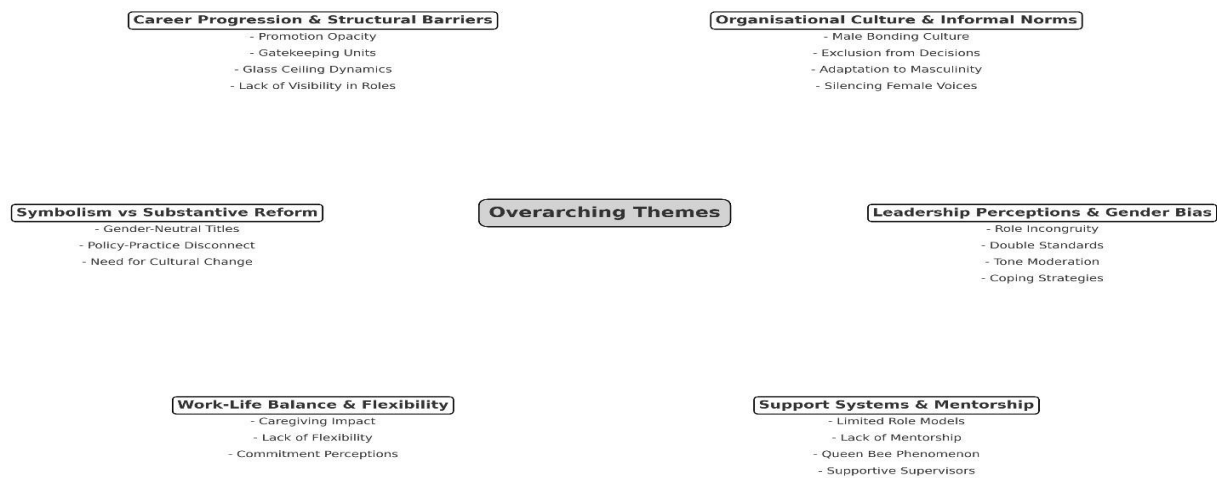 Career Progression & Structural Barriers
- Promotion Opacity
- Gatekeeping Units
- Glass Ceiling Dynamics
- Lack of Visibility in Roles
Organisational Culture & Informal Norms
- Male Bonding Culture
- Exclusion from Decisions
- Adaptation to Masculinity
- Silencing Female Voices
Symbolism vs Substantive Reform
- Gender-Neutral Titles
- Policy-Practice Disconnect
- Need for Cultural Change
Overarching Themes
Leadership Perceptions & Gender Bias
- Role Incongruity
- Double Standards
- Tone Moderation
- Coping Strategies
Work-Life Balance & Flexibility
- Caregiving Impact
- Lack of Flexibility
- Commitment Perceptions
Support Systems & Mentorship
- Limited Role Models
- Lack of Mentorship
- Queen Bee Phenomenon
- Supportive Supervisors